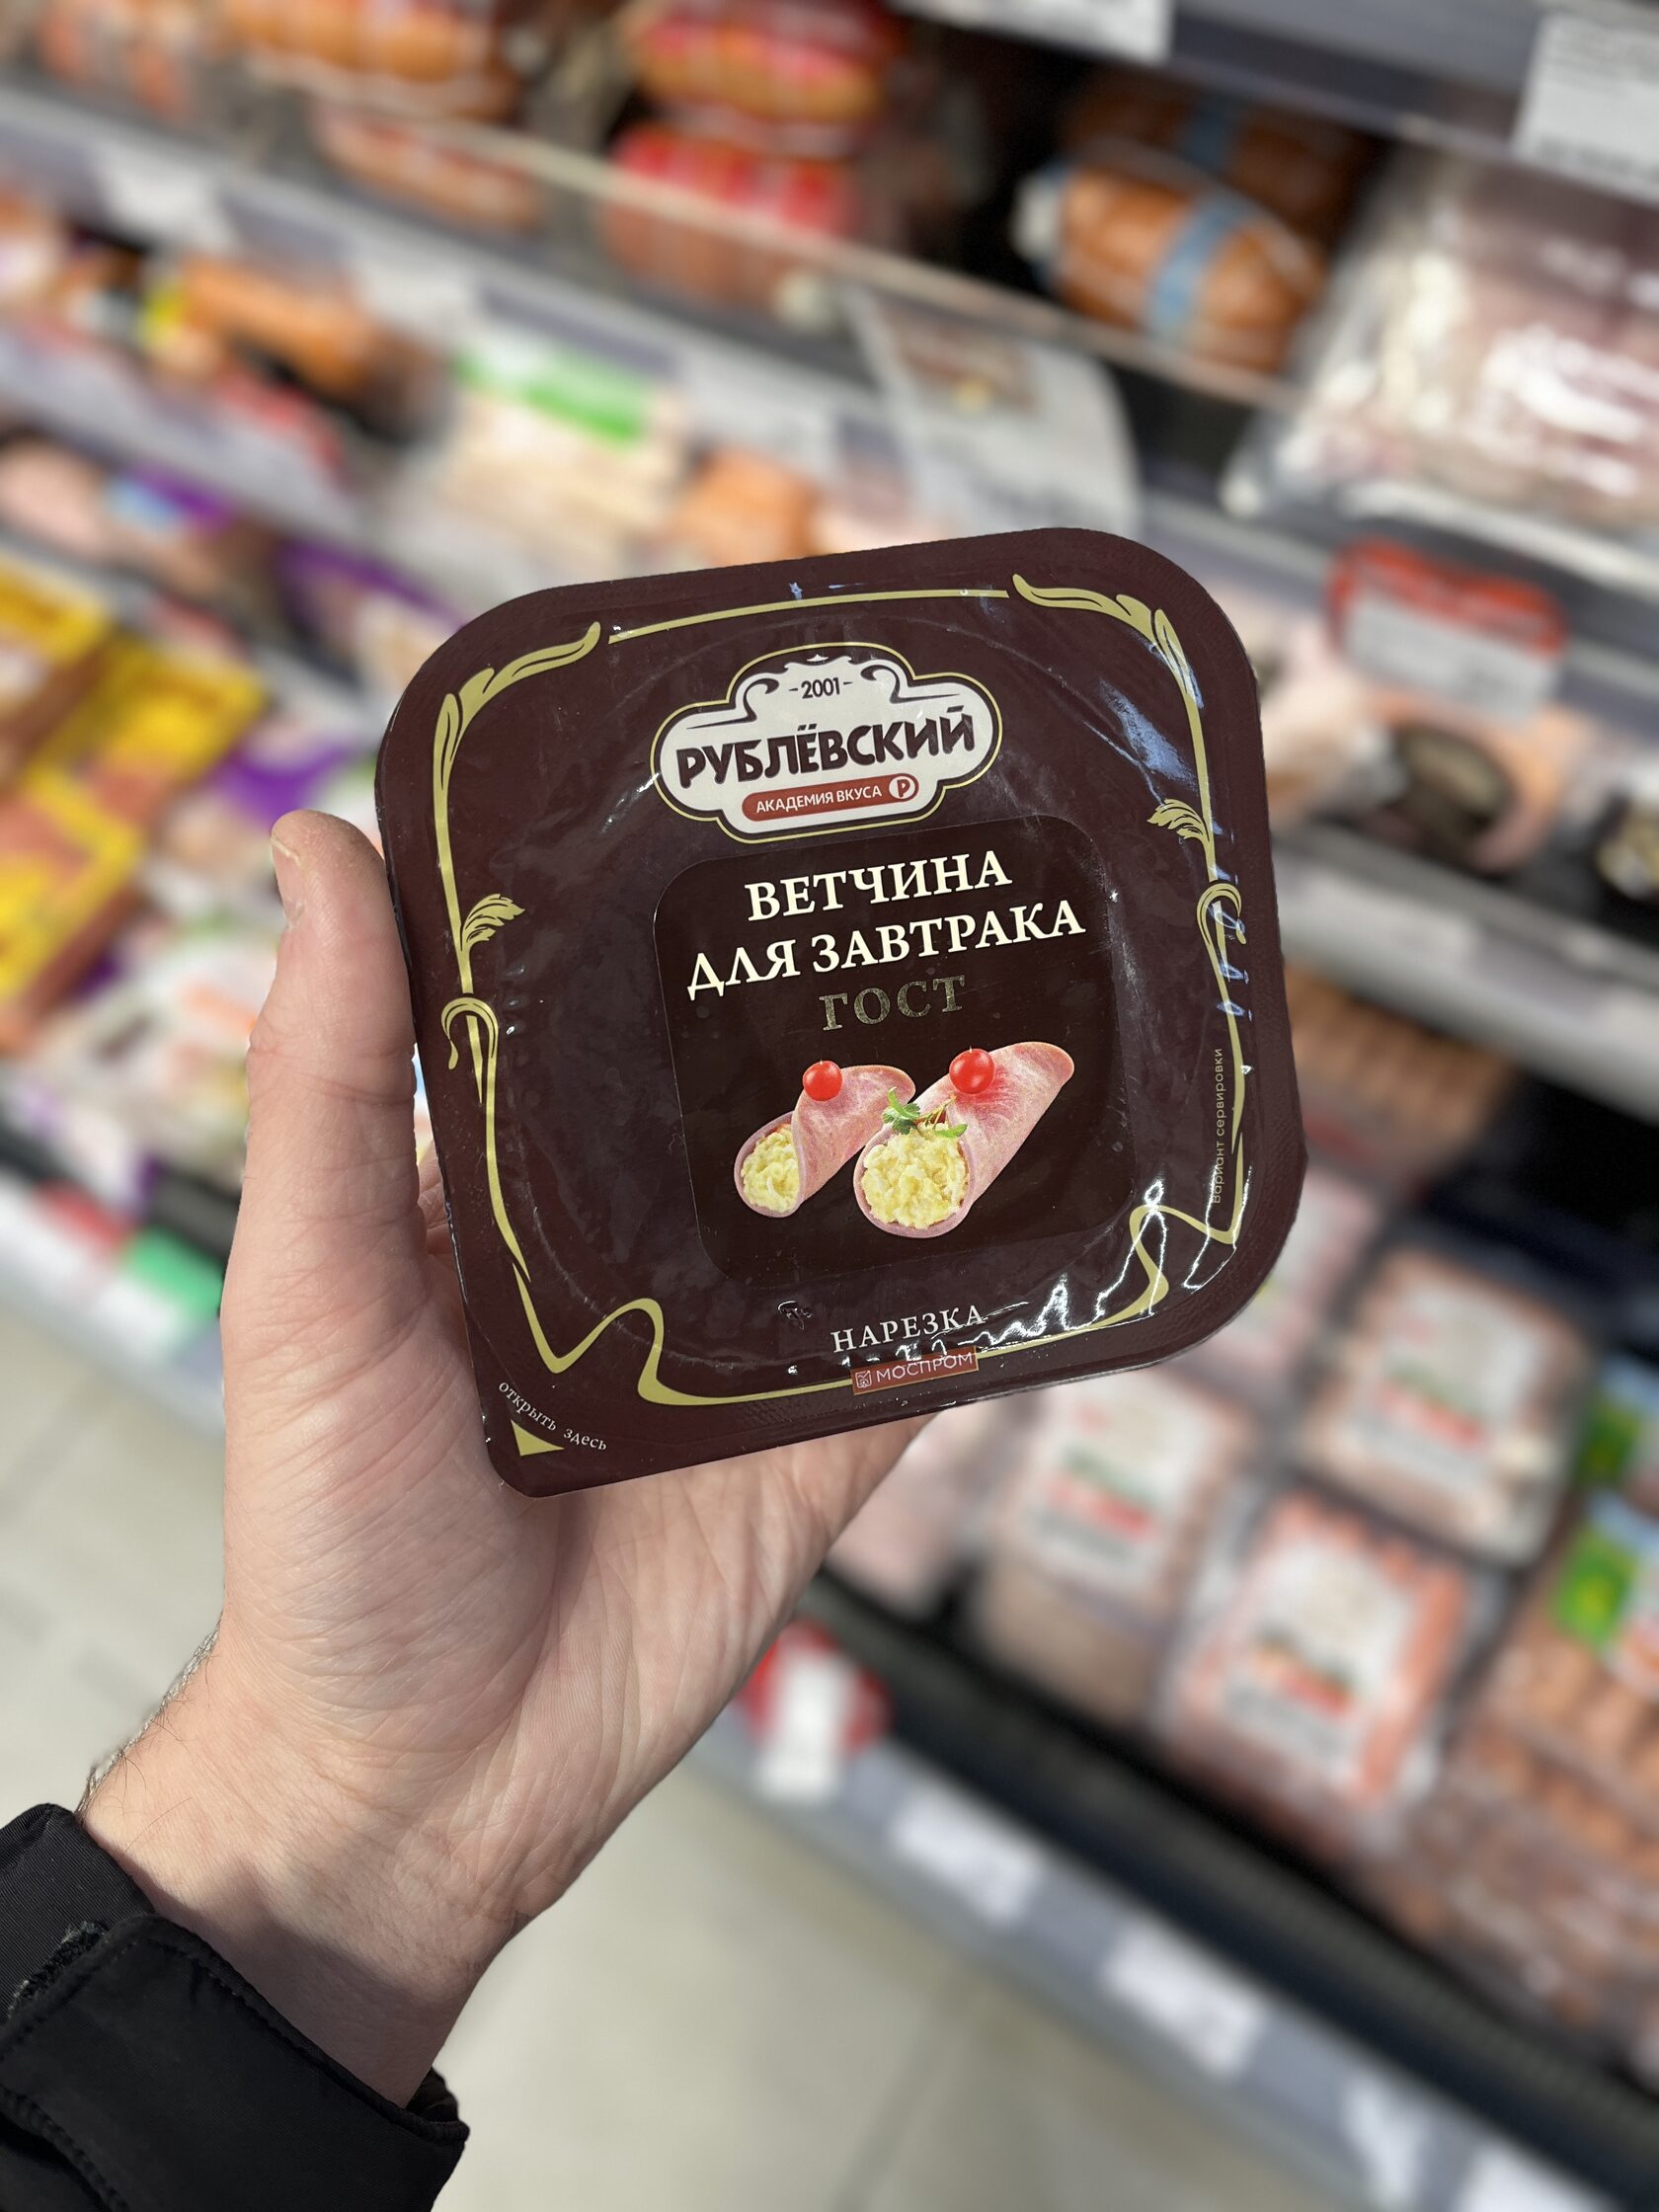 -2001-
РУБЛЁВСКИЙ
АКАДЕМИЯ ВКУСА Р
ВЕТЧИНА
ДЛЯ ЗАВТРАКА
ГОСТ
Вариант сервировки
НАРЕЗКА
МОСПРОМ
открыть здесь